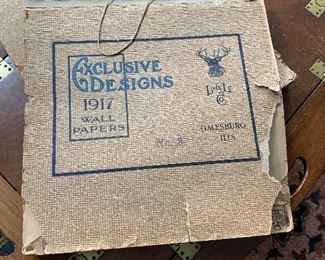 EXCLUSIVE
DESIGNS
1917
WALL
PAPERS
No. 3
GALESBURG
ILLS.